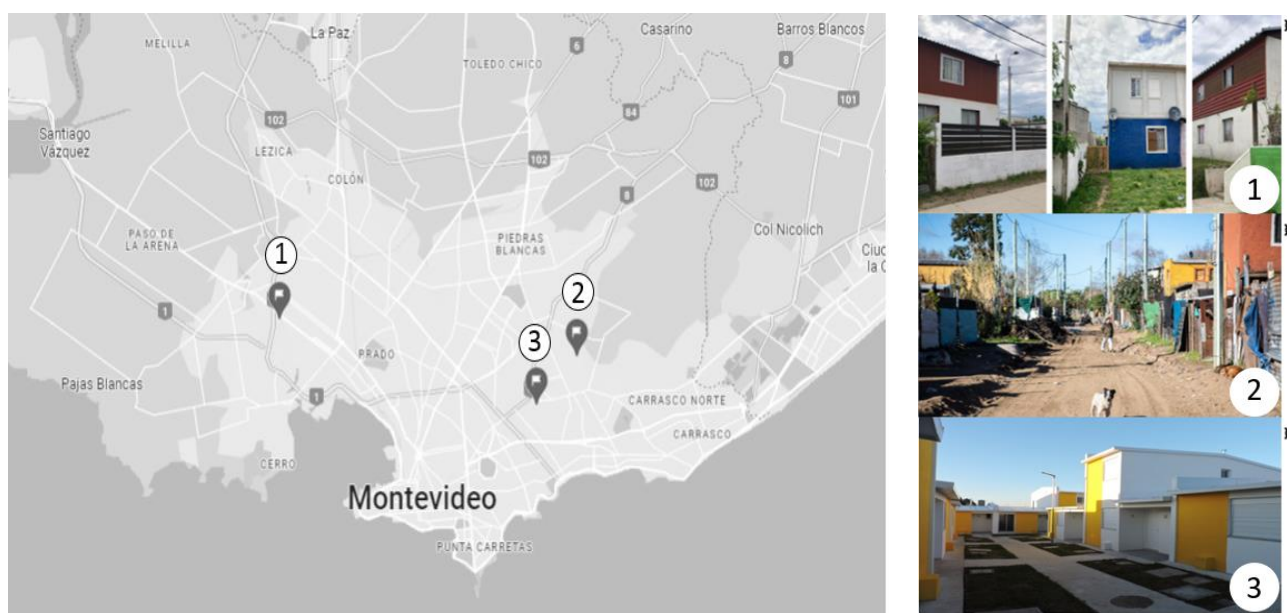 La Paz
Casarino
Barros Blancos
MELILLA
6
8
TOLEDO CHICO
101
84
Santiago
Vázquez
102
LEZICA
102
8
102
COLÓN
PASO DE
LA ARENA
PIEDRAS
BLANCAS
Col Nicolich
1
2
1
3
PRADO
Pajas Blancas
1
CARRASCO NORTE
CARRASCO
CERRO
Montevideo
PUNTA CARRETAS
1
2
3